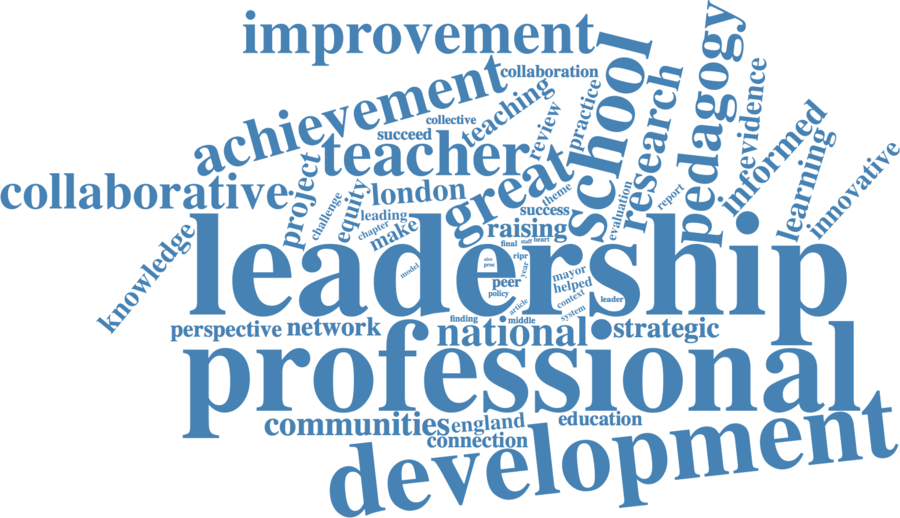 improvement
collaboration
achievement
teaching
collective
succeed
review
practice
school
research
pedagogy
evidence
informed
learning
innovative
teacher
great
theme
success
evaluation
report
collaborative
project
challenge
equity
london
leading
chapter
make
raising
final
staff
heart
knowledge
leadership
model
peer
policy
year
ripr
mayor
helped
context
leader
article
system
finding
middle
perspective
network
national
strategic
professional
communities
england
education
connection
development